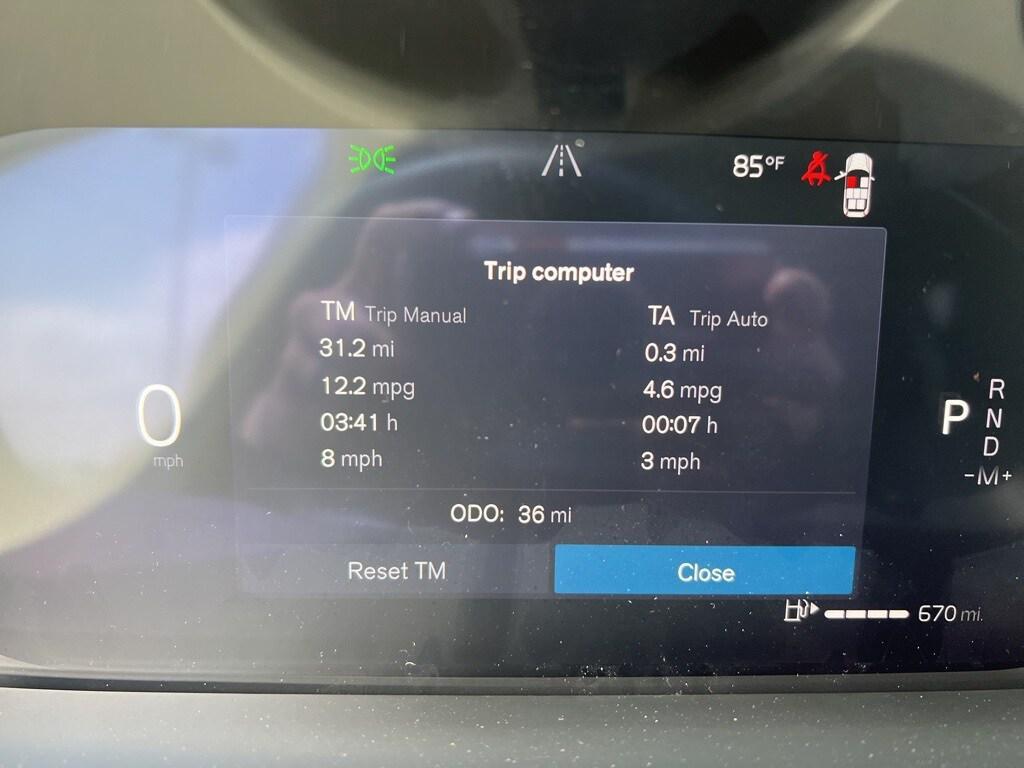 85°F
Trip computer
TM Trip Manual TA Trip Auto
31.2 mi 0.3 mi
12.2 mpg 4.6 mpg
03:41 h 00:07 h
8 mph 3 mph
0
mph
P
R
N
D
-M+
ODO: 36 mi
Reset TM Close
670 mi.